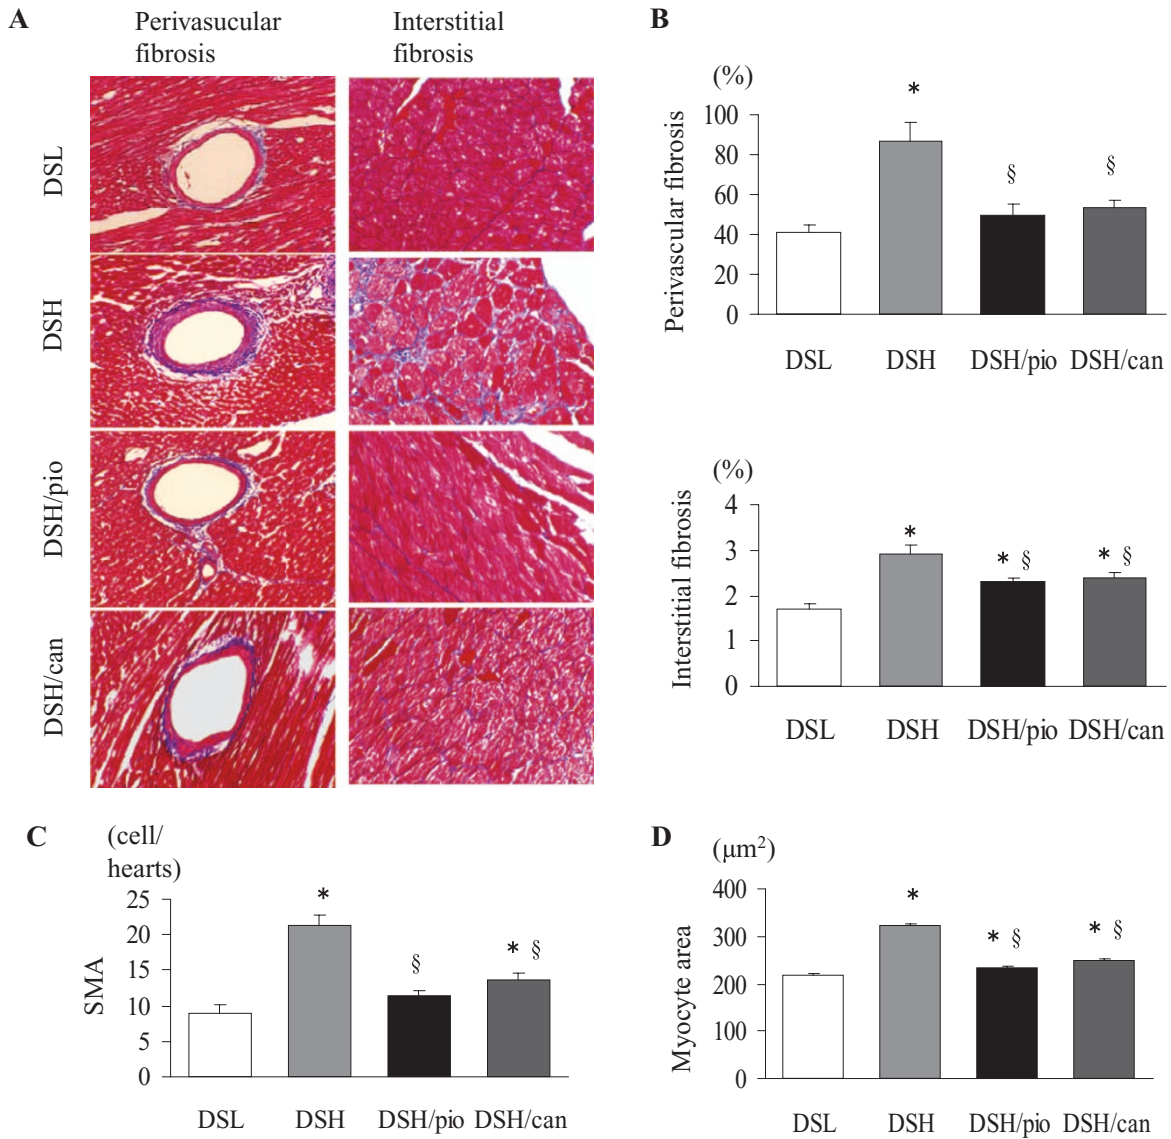 A
Perivasucular
fibrosis
Interstitial
fibrosis
DSL
DSH
DSH/pio
DSH/can
B
(%)
Perivascular fibrosis
100
80
60
40
20
0
*
§
§
DSL DSH DSH/pio DSH/can
(%)
Interstitial fibrosis
4
3
2
1
0
*
* §
* §
DSL DSH DSH/pio DSH/can
C
(cell/
hearts)
SMA
25
20
15
10
5
0
*
§
* §
DSL DSH DSH/pio DSH/can
D
(μm²)
Myocyte area
400
300
200
100
0
*
* §
* §
DSL DSH DSH/pio DSH/can